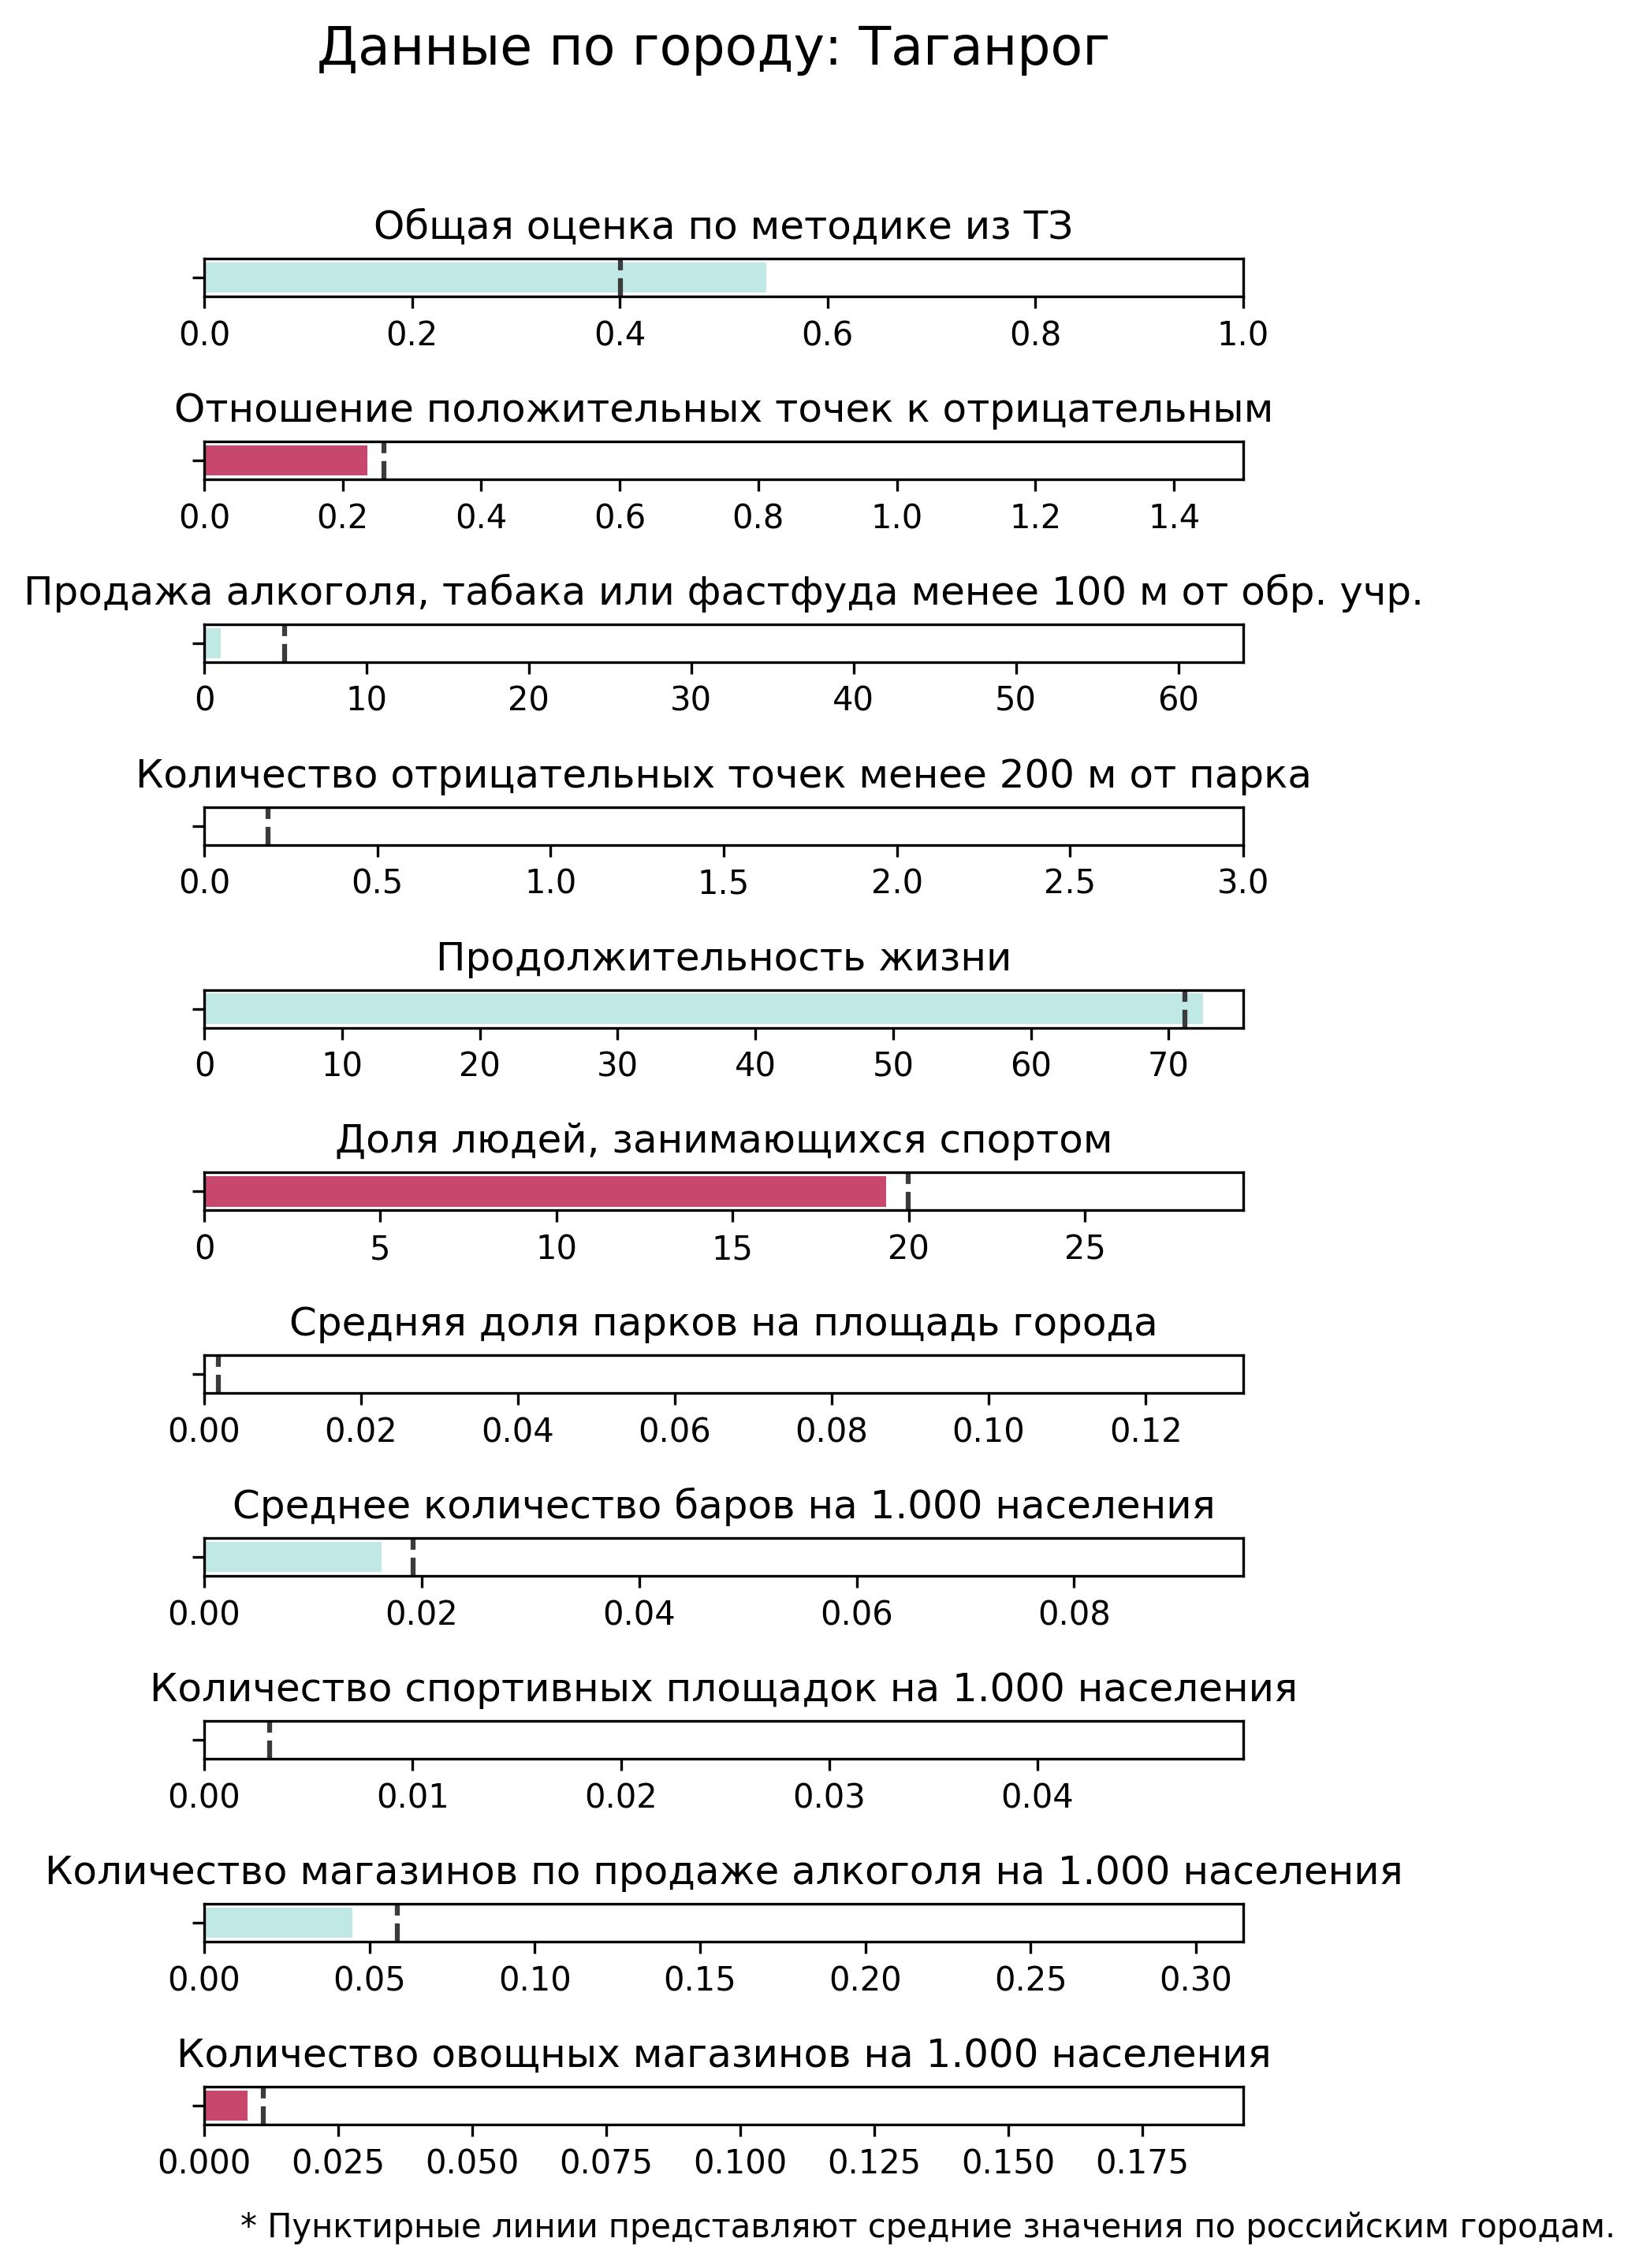 Данные по городу: Таганрог
Общая оценка по методике из ТЗ
0.0 0.2 0.4 0.6 0.8 1.0
Отношение положительных точек к отрицательным
0.0 0.2 0.4 0.6 0.8 1.0 1.2 1.4
Продажа алкоголя, табака или фастфуда менее 100 м от обр. учр.
0 10 20 30 40 50 60
Количество отрицательных точек менее 200 м от парка
0.0 0.5 1.0 1.5 2.0 2.5 3.0
Продолжительность жизни
0 10 20 30 40 50 60 70
Доля людей, занимающихся спортом
0 5 10 15 20 25
Средняя доля парков на площадь города
0.00 0.02 0.04 0.06 0.08 0.10 0.12
Среднее количество баров на 1.000 населения
0.00 0.02 0.04 0.06 0.08
Количество спортивных площадок на 1.000 населения
0.00 0.01 0.02 0.03 0.04
Количество магазинов по продаже алкоголя на 1.000 населения
0.00 0.05 0.10 0.15 0.20 0.25 0.30
Количество овощных магазинов на 1.000 населения
0.000 0.025 0.050 0.075 0.100 0.125 0.150 0.175
* Пунктирные линии представляют средние значения по российским городам.